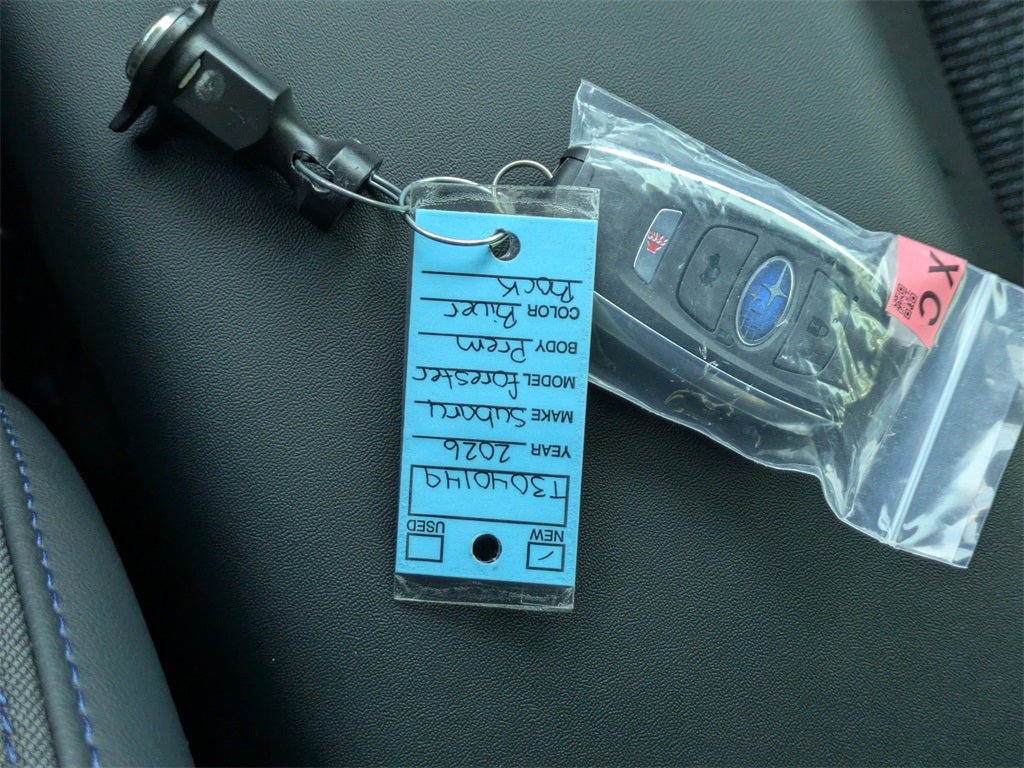 NEW USED
T3040149
YEAR 2026
MAKE Subaru
MODEL Forester
BODY Prem
COLOR River
Rock
XC